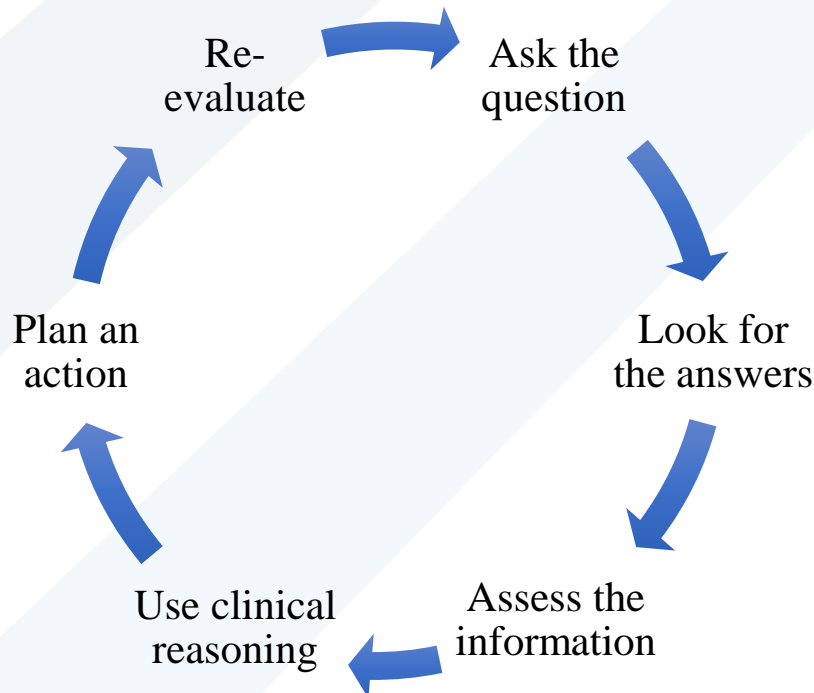 Re-
evaluate
Ask the
question
Look for
the answers
Assess the
information
Use clinical
reasoning
Plan an
action